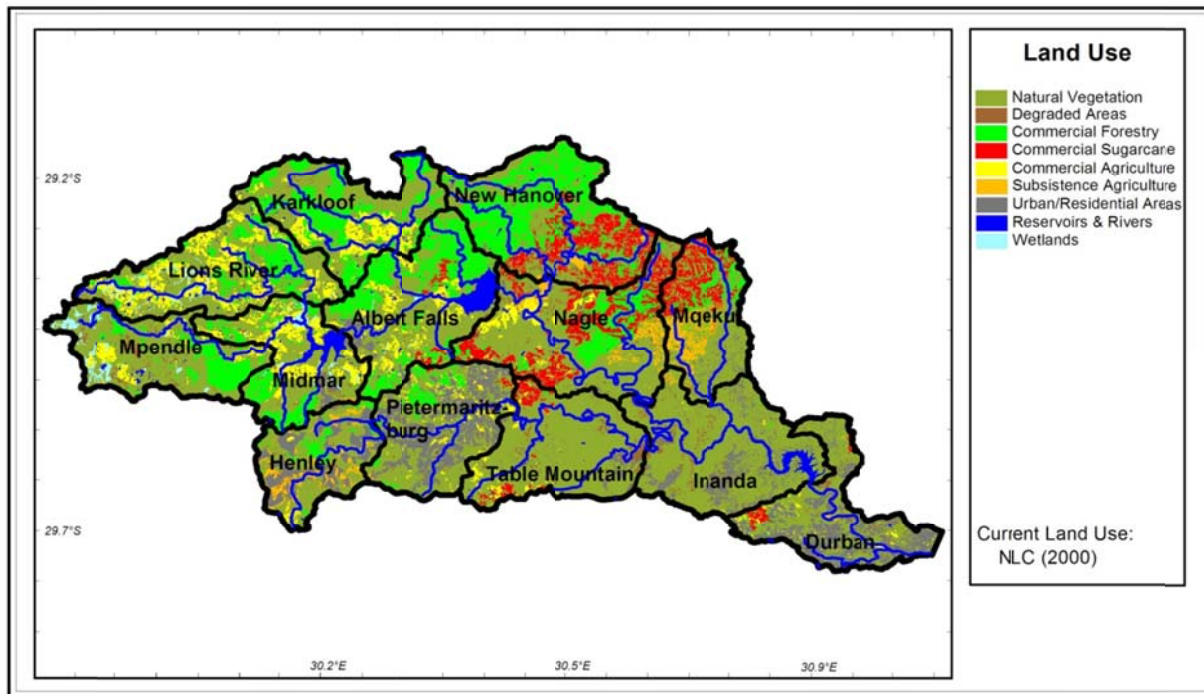 Land Use
Natural Vegetation
Degraded Areas
Commercial Forestry
Commercial Sugarcane
Commercial Agriculture
Subsistence Agriculture
Urban/Residential Areas
Reservoirs & Rivers
Wetlands
29.2°S
Karkloof
New Hanover
Lions River
Albert Falls
Nagle
Mqeku
Mpendle
Midmar
Pietermaritz-
burg
Henley
Table Mountain
Inanda
29.7°S
Durban
Current Land Use:
NLC (2000)
30.2°E
30.5°E
30.9°E